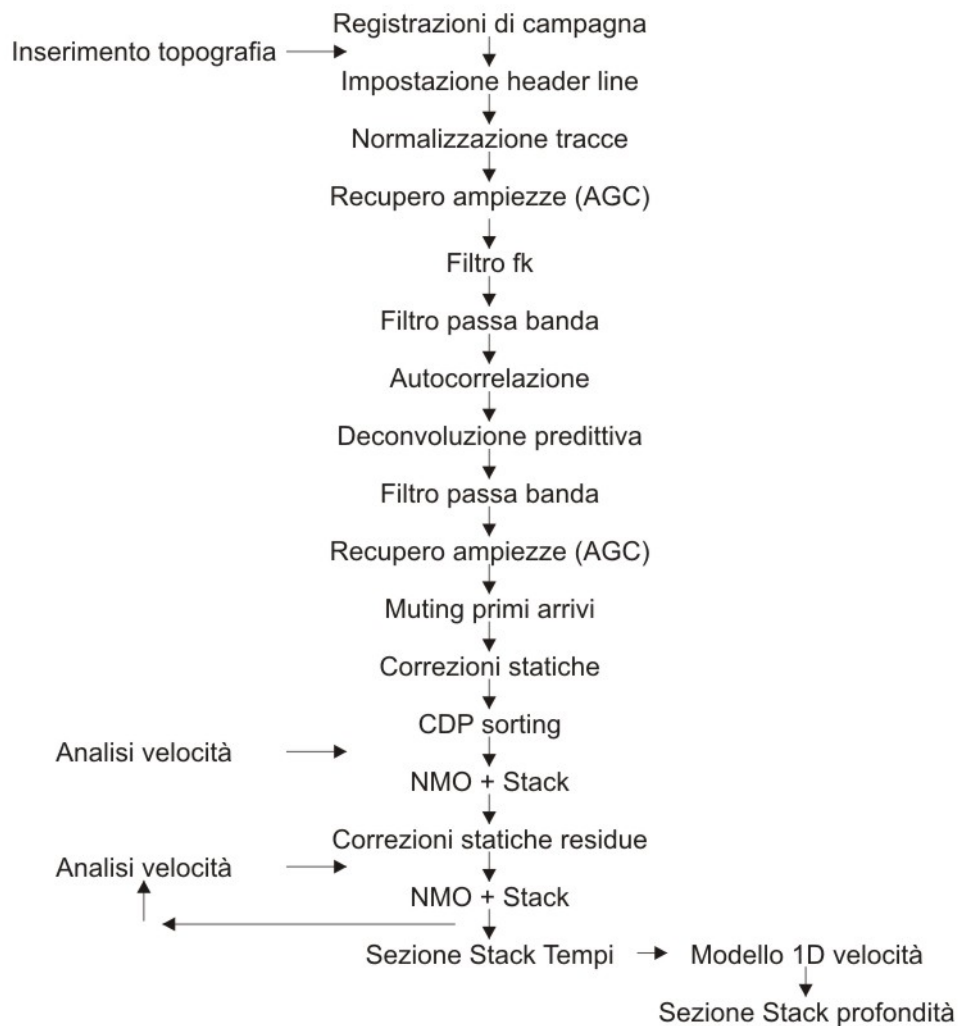 Registrazioni di campagna
Inserimento topografia
Impostazione header line
Normalizzazione tracce
Recupero ampiezze (AGC)
Filtro fk
Filtro passa banda
Autocorrelazione
Deconvoluzione predittiva
Filtro passa banda
Recupero ampiezze (AGC)
Muting primi arrivi
Correzioni statiche
CDP sorting
Analisi velocità
NMO + Stack
Correzioni statiche residue
Analisi velocità
NMO + Stack
Sezione Stack Tempi
Modello 1D velocità
Sezione Stack profondità